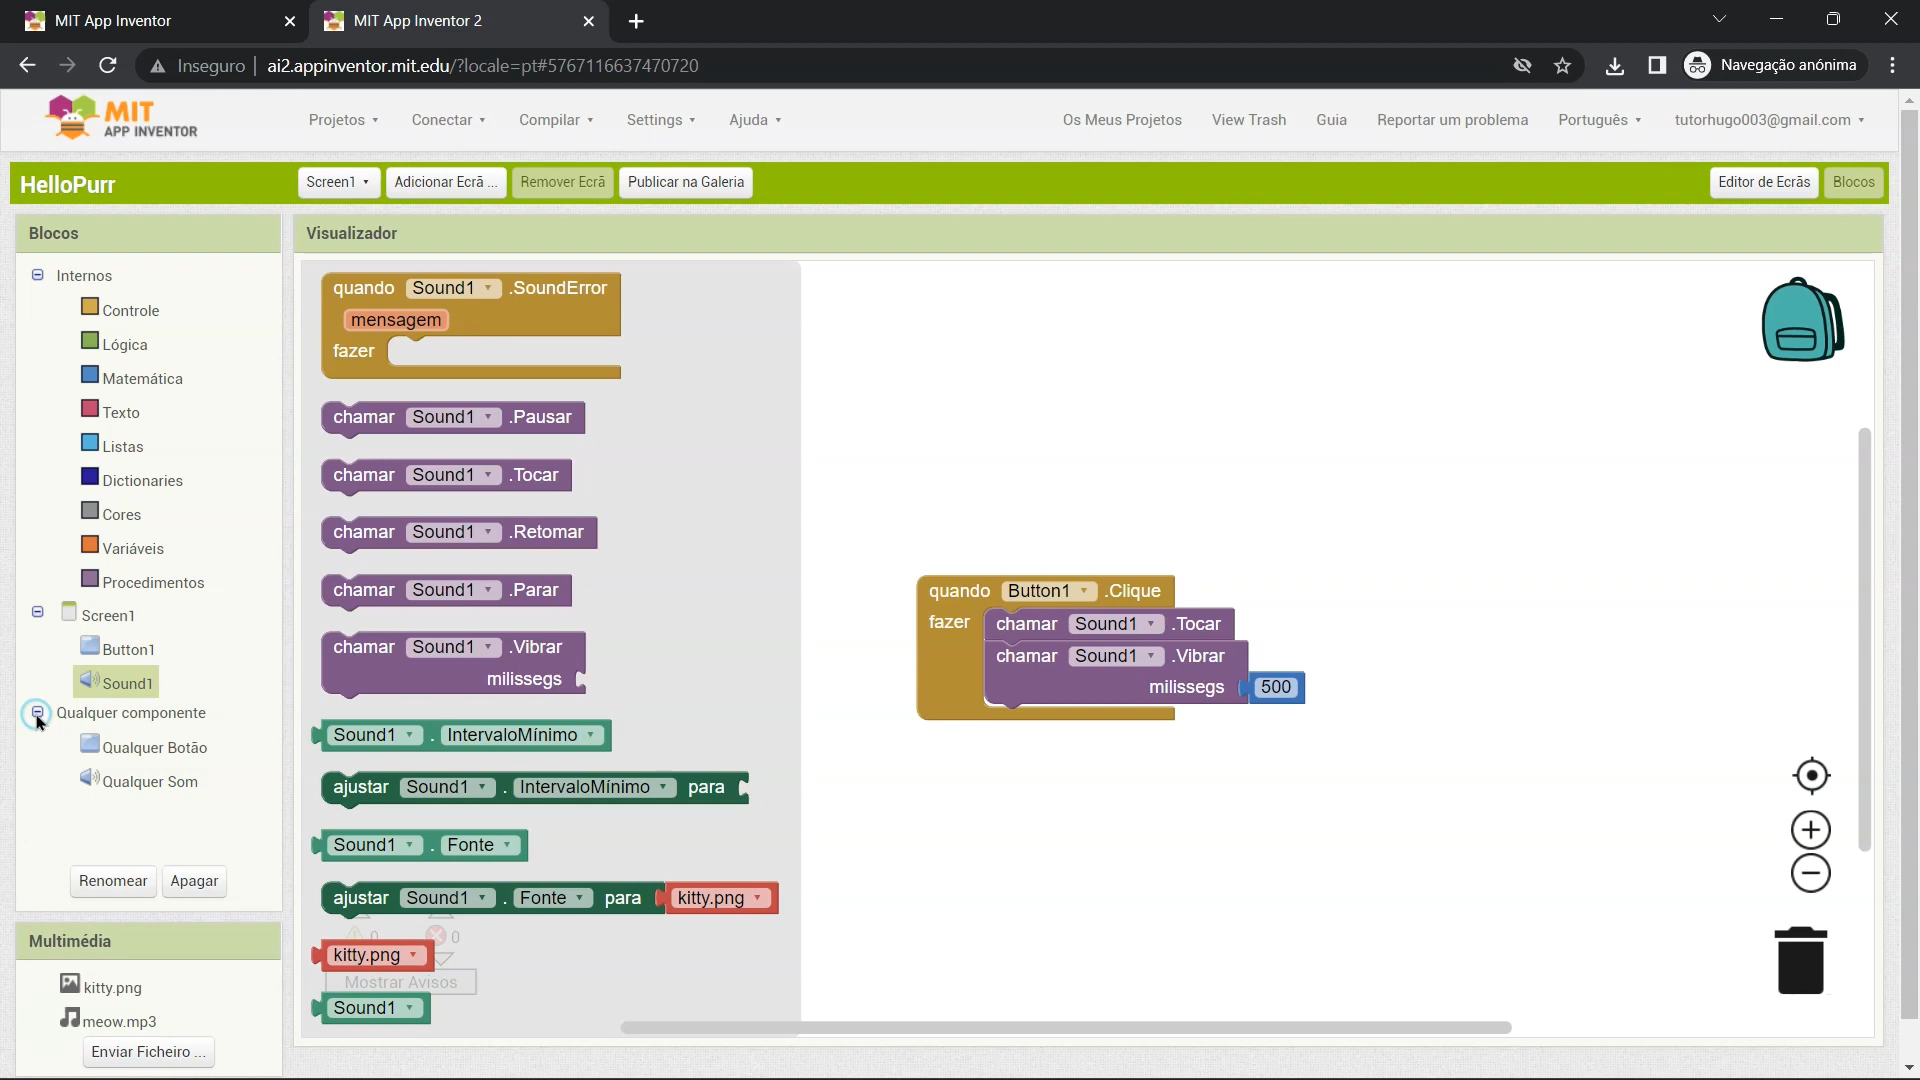 MIT App Inventor
MIT App Inventor 2
Inseguro
ai2.appinventor.mit.edu/?locale=pt#5767116637470720
Navegação anónima
MIT
APP INVENTOR
Projetos
Conectar
Compilar
Settings
Ajuda
Os Meus Projetos
View Trash
Guia
Reportar um problema
Português
tutorhugo003@gmail.com
HelloPurr
Screen1
Adicionar Ecrã ...
Remover Ecrã
Publicar na Galeria
Editor de Ecrãs
Blocos
Blocos
Internos
Controle
Lógica
Matemática
Texto
Listas
Dictionaries
Cores
Variáveis
Procedimentos
Screen1
Button1
Sound1
Qualquer componente
Qualquer Botão
Qualquer Som
Renomear
Apagar
Multimédia
kitty.png
meow.mp3
Enviar Ficheiro ...
Visualizador
quando Sound1 .SoundError
mensagem
fazer
chamar Sound1 .Pausar
chamar Sound1 .Tocar
chamar Sound1 .Retomar
chamar Sound1 .Parar
chamar Sound1 .Vibrar
milissegs
Sound1 . IntervaloMínimo
ajustar Sound1 . IntervaloMínimo para
Sound1 . Fonte
ajustar Sound1 . Fonte para kitty.png
0 0
kitty.png
Mostrar Avisos
Sound1
quando Button1 .Clique
fazer chamar Sound1 .Tocar
chamar Sound1 .Vibrar
milissegs 500